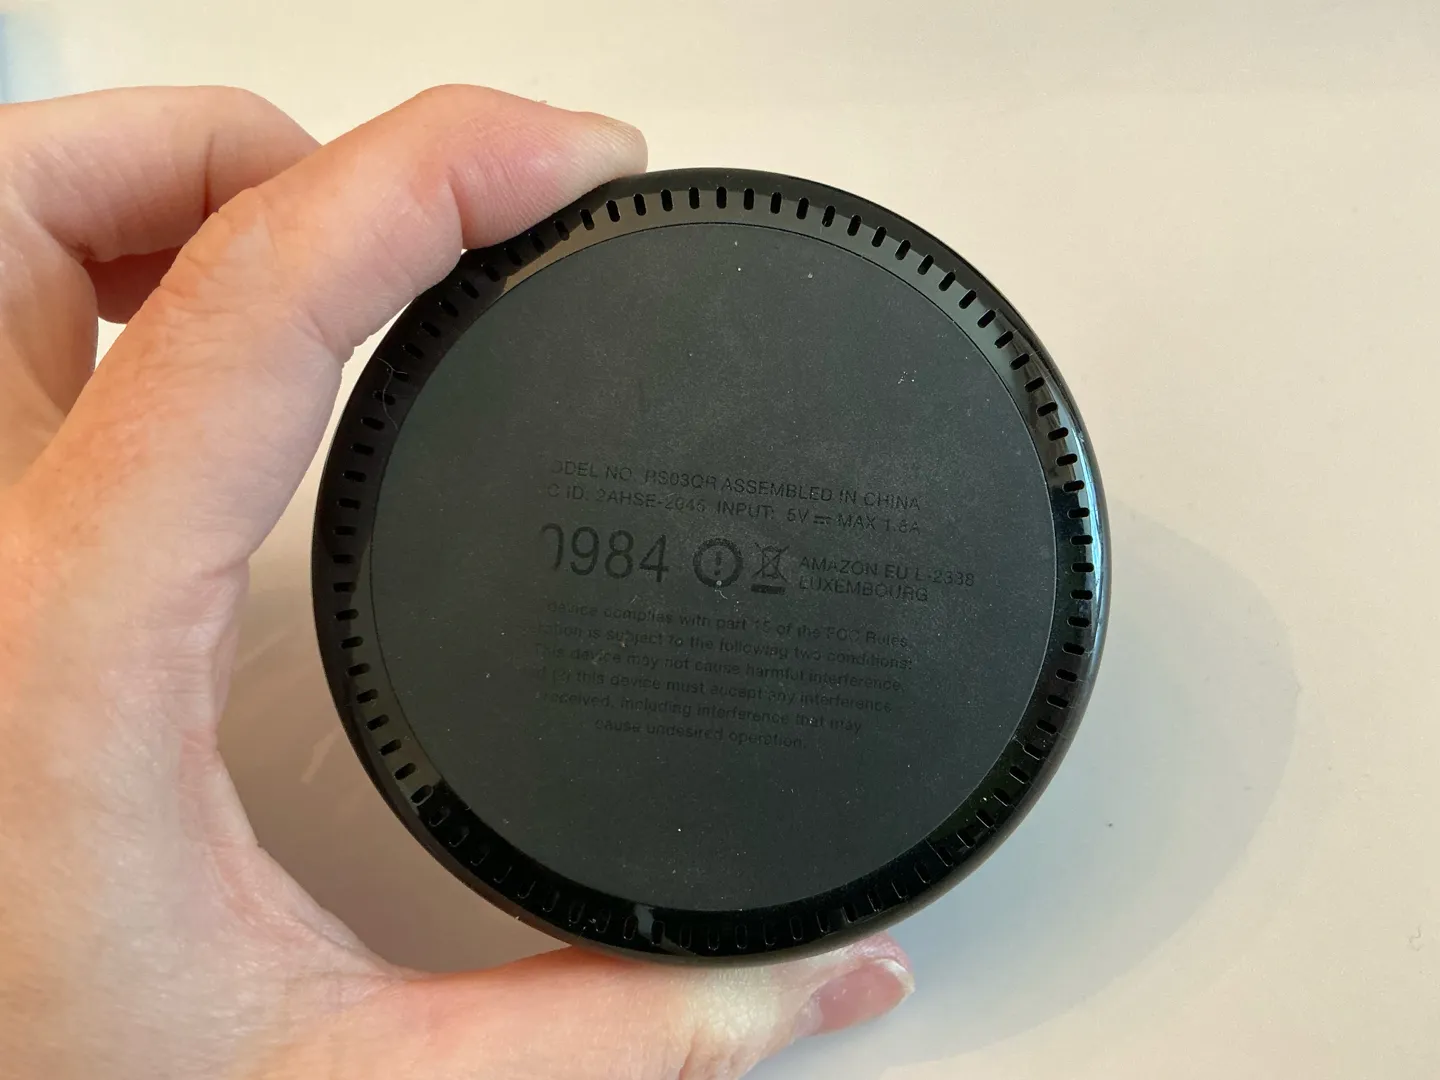 ODEL NO. RS03QR ASSEMBLED IN CHINA
C ID: 2AHSE-2045 INPUT: 5V MAX 1.8A
0984
AMAZON EU L-2338
LUXEMBOURG
device complies with part 15 of the FCC Rules.
is subject to the following two conditions:
This device may not cause harmful interference,
this device must accept any interference
received, including interference that may
cause undesired operation.